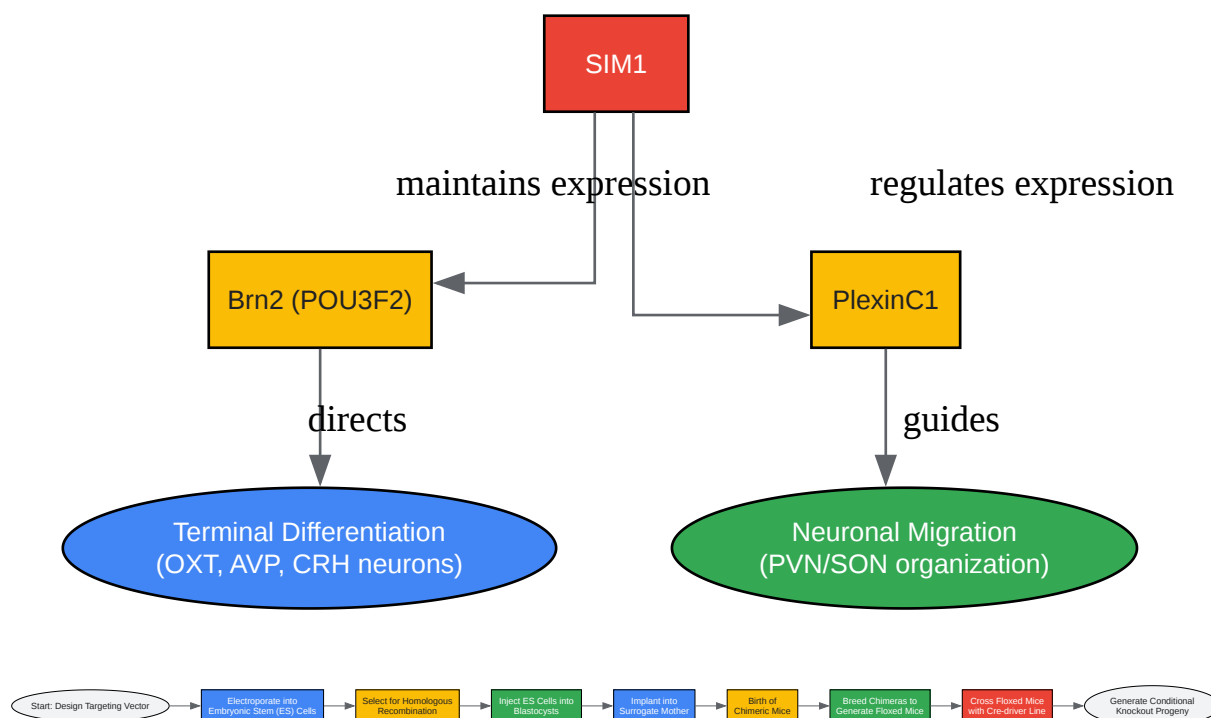 SIM1
maintains expression
regulates expression
Brn2 (POU3F2)
PlexinC1
directs
guides
Terminal Differentiation
(OXT, AVP, CRH neurons)
Neuronal Migration
(PVN/SON organization)
Start: Design Targeting Vector
Electroporate into
Embryonic Stem (ES) Cells
Select for Homologous
Recombination
Inject ES Cells into
Blastocysts
Implant into
Surrogate Mother
Birth of
Chimeric Mice
Breed Chimeras to
Generate Floxed Mice
Cross Floxed Mice
with Cre-driver Line
Generate Conditional
Knockout Progeny